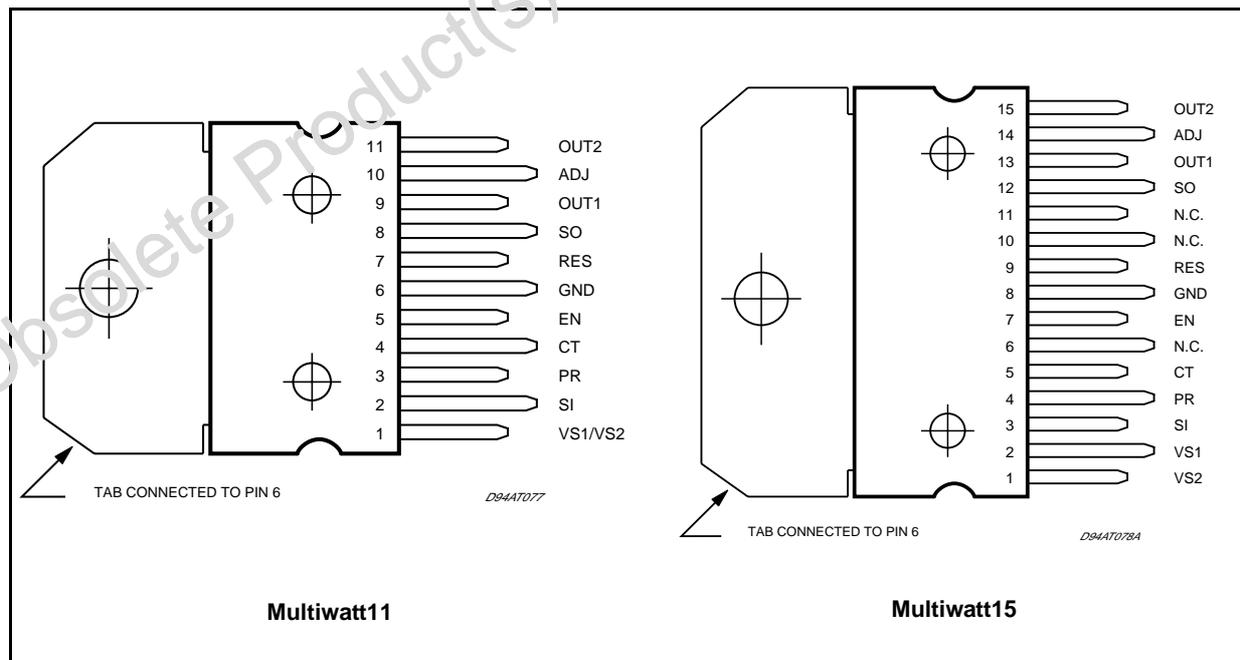 Obsolete Product(s)
11 OUT2
10 ADJ
9 OUT1
8 SO
7 RES
6 GND
5 EN
4 CT
3 PR
2 SI
1 VS1/VS2
TAB CONNECTED TO PIN 6
D94AT077
Multiwatt11
15 OUT2
14 ADJ
13 OUT1
12 SO
11 N.C.
10 N.C.
9 RES
8 GND
7 EN
6 N.C.
5 CT
4 PR
3 SI
2 VS1
1 VS2
TAB CONNECTED TO PIN 6
D94AT078A
Multiwatt15